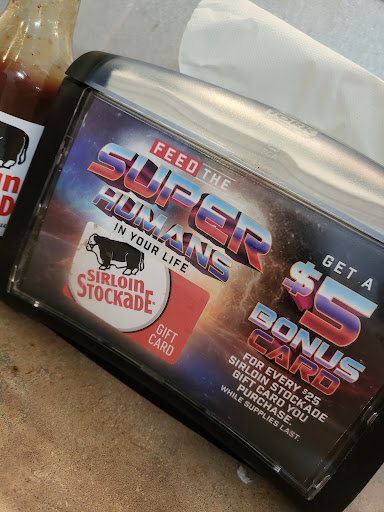 FEED THE
SUPER
HUMANS
IN YOUR LIFE
SIRLOIN
STOCKADE
GIFT
CARD
GET A
$5
BONUS
CARD
FOR EVERY $25
SIRLOIN STOCKADE
GIFT CARD YOU
PURCHASE
WHILE SUPPLIES LAST.